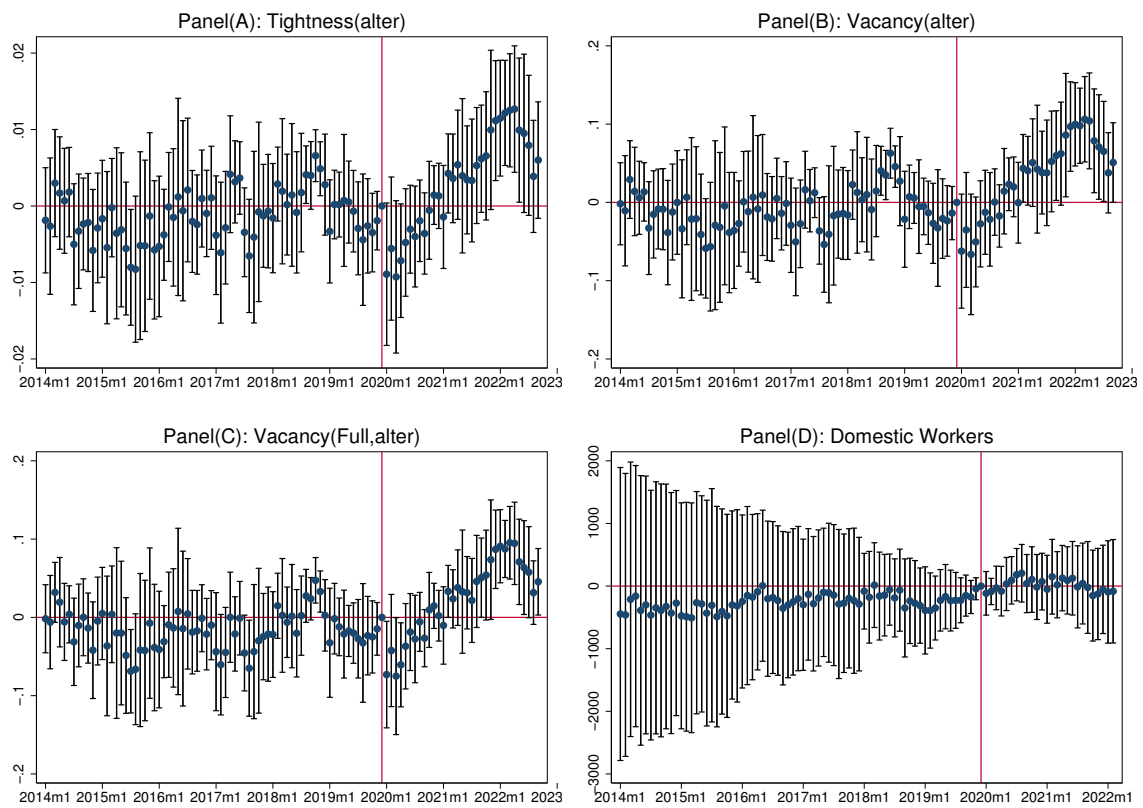 Panel(A): Tightness(alter)
.02
.01
0
-.01
-.02
2014m1 2015m1 2016m1 2017m1 2018m1 2019m1 2020m1 2021m1 2022m1 2023
Panel(B): Vacancy(alter)
.2
.1
0
-.1
-.2
2014m1 2015m1 2016m1 2017m1 2018m1 2019m1 2020m1 2021m1 2022m1 2023
Panel(C): Vacancy(Full,alter)
.2
.1
0
-.1
-.2
2014m1 2015m1 2016m1 2017m1 2018m1 2019m1 2020m1 2021m1 2022m1 2023
Panel(D): Domestic Workers
2000
1000
0
-1000
-2000
-3000
2014m1 2015m1 2016m1 2017m1 2018m1 2019m1 2020m1 2021m1 2022m1